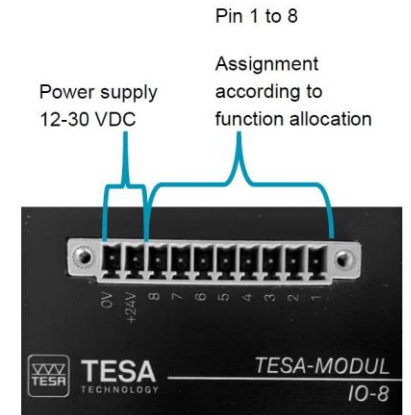 Pin 1 to 8
Assignment
according to
function allocation
Power supply
12-30 VDC
0V
+24V
8
7
6
5
4
3
2
1
TESA
TESA
TECHNOLOGY
TESA-MODUL
IO-8